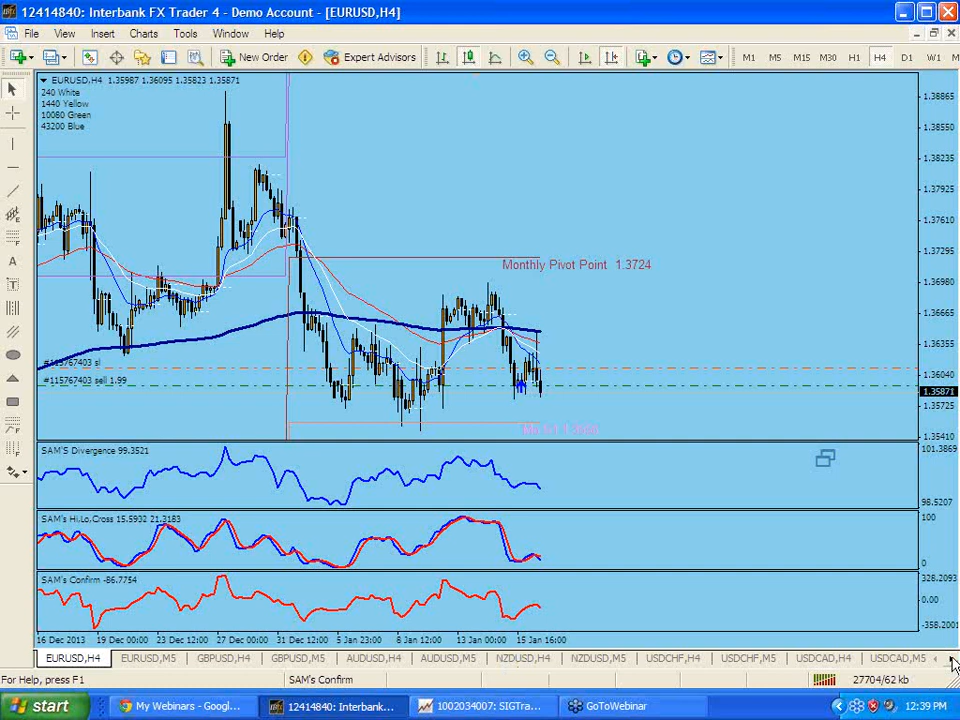 12414840: Interbank FX Trader 4 - Demo Account - [EURUSD,H4]
File View Insert Charts Tools Window Help
New Order Expert Advisors M1 M5 M15 M30 H1 H4 D1 W1
EURUSD,H4 1.35987 1.36095 1.35823 1.35871
240 White
1440 Yellow
10080 Green
43200 Blue
1.38865
1.38550
1.38235
1.37925
1.37610
1.37295
Monthly Pivot Point 1.3724
1.36980
1.36665
1.36355
#115767403 sl
1.36040
#115767403 sell 1.99
1.35871
1.35725
1.35410
SAM'S Divergence 99.3521
101.3869
98.5207
SAM's Hi,Lo,Cross 15.5932 21.3183
100
0
SAM's Confirm -86.7754
328.2093
0.00
-358.2001
16 Dec 2013 19 Dec 00:00 23 Dec 12:00 27 Dec 00:00 31 Dec 12:00 5 Jan 23:00 8 Jan 12:00 13 Jan 00:00 15 Jan 16:00
EURUSD,H4 EURUSD,M5 GBPUSD,H4 GBPUSD,M5 AUDUSD,H4 AUDUSD,M5 NZDUSD,H4 NZDUSD,M5 USDCHF,H4 USDCHF,M5 USDCAD,H4 USDCAD,M5
For Help, press F1 SAM's Confirm 27704/62 kb
start My Webinars - Googl... 12414840: Interbank... 1002034007: SIGTra... GoToWebinar 12:39 PM